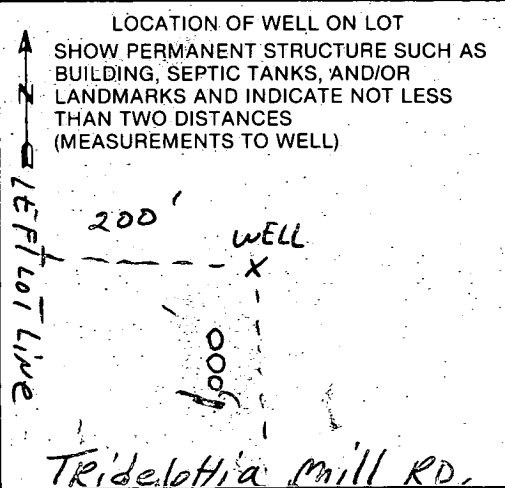 LOCATION OF WELL ON LOT
SHOW PERMANENT STRUCTURE SUCH AS
BUILDING, SEPTIC TANKS, AND/OR
LANDMARKS AND INDICATE NOT LESS
THAN TWO DISTANCES
(MEASUREMENTS TO WELL)
N
LEFT LOT LINE
200'
WELL
X
TRidelottia mill RD.